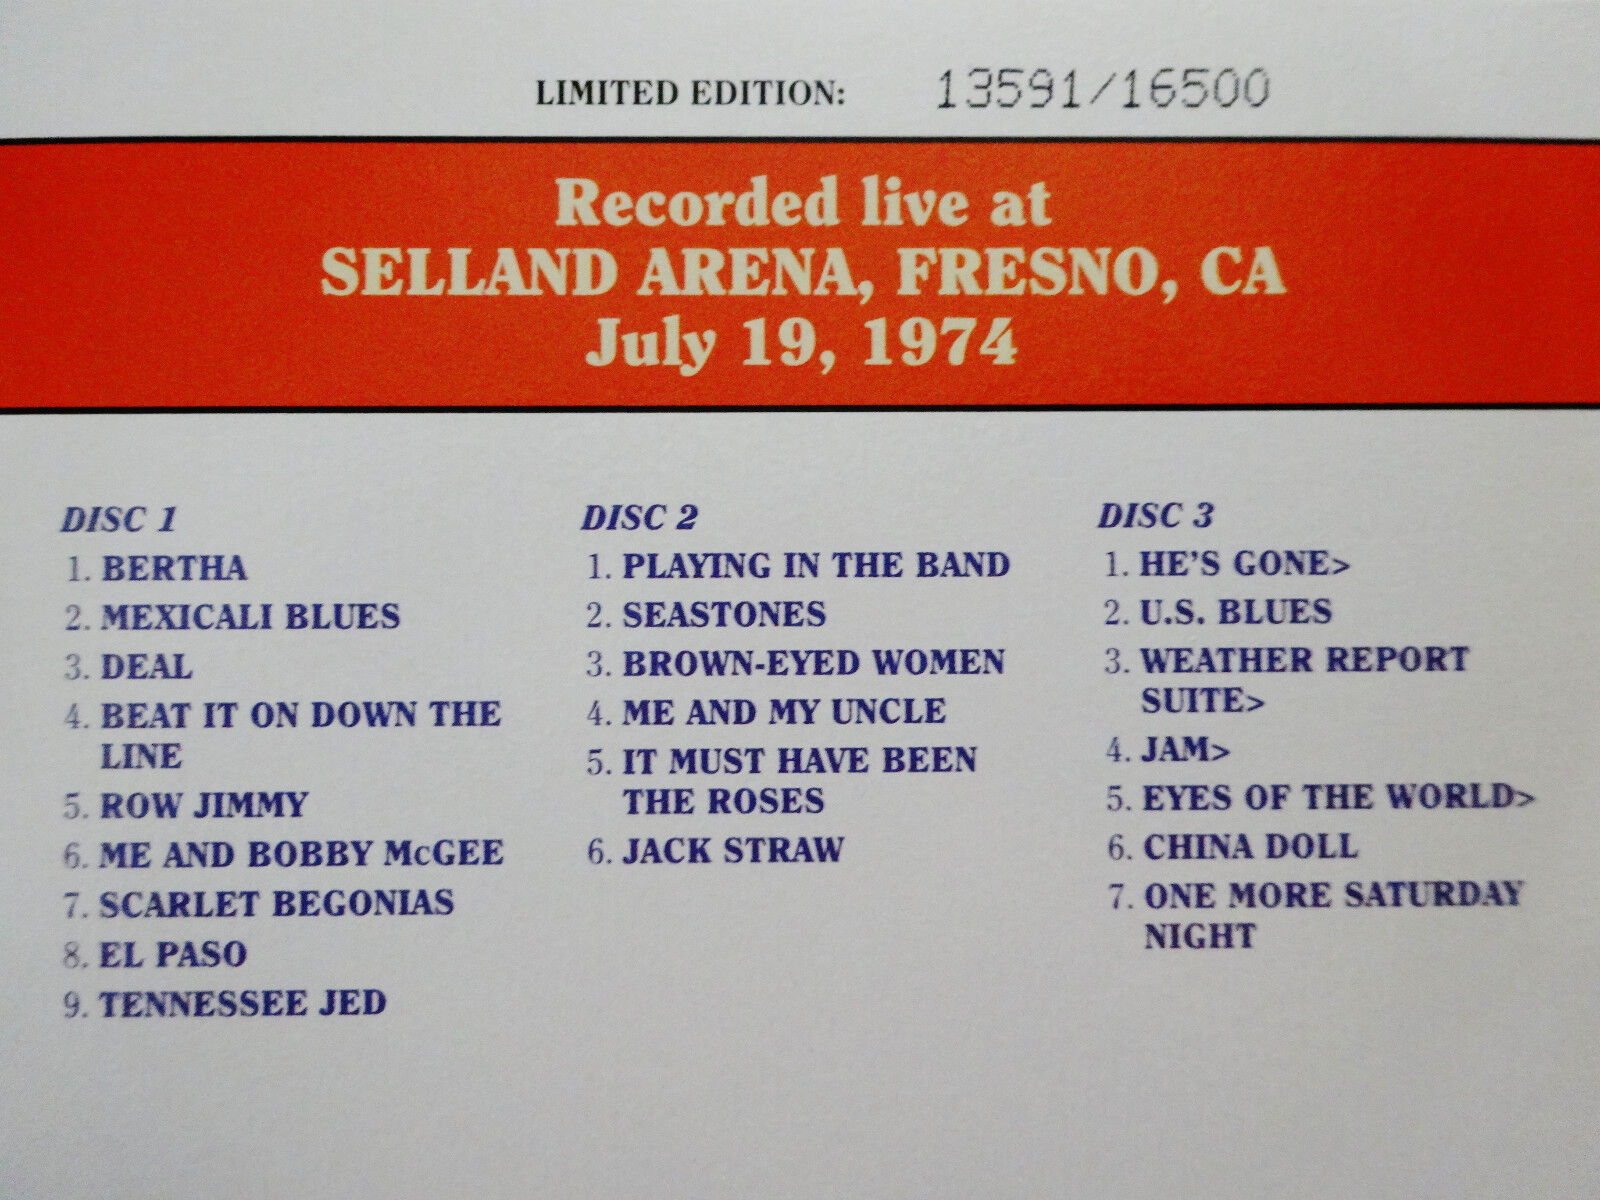 LIMITED EDITION: 13591/16500
Recorded live at
SELLAND ARENA, FRESNO, CA
July 19, 1974
DISC 1
1. BERTHA
2. MEXICALI BLUES
3. DEAL
4. BEAT IT ON DOWN THE
LINE
5. ROW JIMMY
6. ME AND BOBBY McGEE
7. SCARLET BEGONIAS
8. EL PASO
9. TENNESSEE JED
DISC 2
1. PLAYING IN THE BAND
2. SEASTONES
3. BROWN-EYED WOMEN
4. ME AND MY UNCLE
5. IT MUST HAVE BEEN
THE ROSES
6. JACK STRAW
DISC 3
1. HE'S GONE>
2. U.S. BLUES
3. WEATHER REPORT
SUITE>
4. JAM>
5. EYES OF THE WORLD>
6. CHINA DOLL
7. ONE MORE SATURDAY
NIGHT